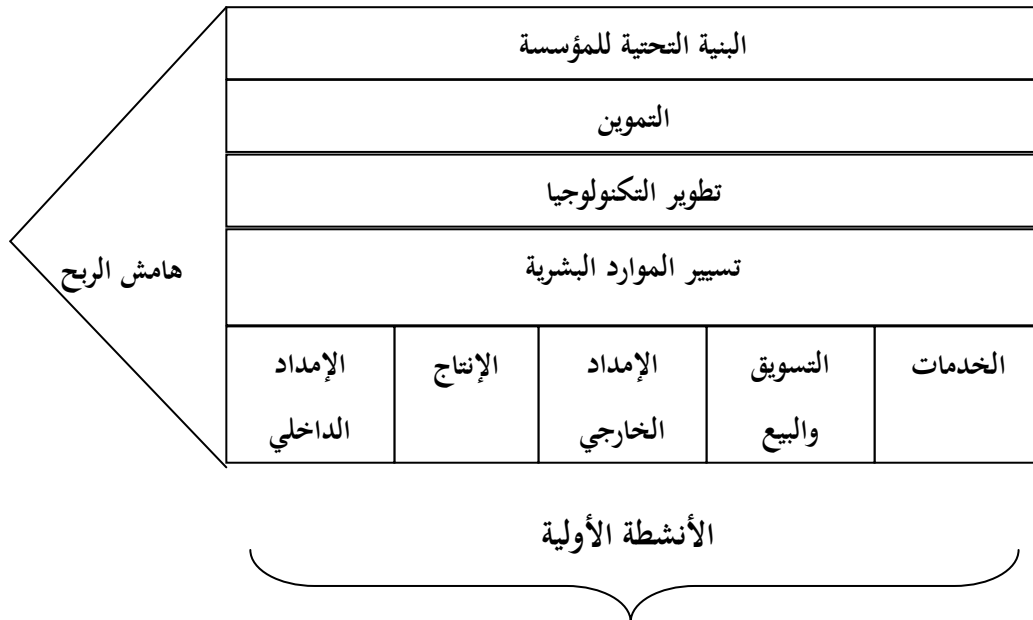 البنية التحتية للمؤسسة
التموين
تطوير التكنولوجيا
تسيير الموارد البشرية
هامش الربح
الخدمات
التسويق
والبيع
الإمداد
الخارجي
الإنتاج
الإمداد
الداخلي
الأنشطة الأولية